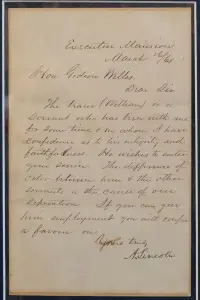 Executive Mansion
March 16/61
Hon Gideon Welles
Dear Sir
The bearer (William) is a
servant who has been with me
for some time & in whom I have
confidence as to his integrity and
faithfulness. He wishes to enter
your service. The difference of
color between him & the other
servants is the cause of our
seperation. If you can give
him employment you will confer
a favour on
Yours truly
A. Lincoln